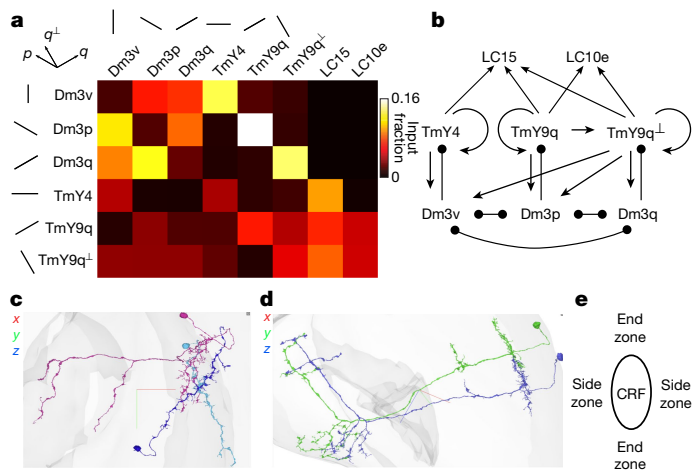 a
q⊥
p q
Dm3v Dm3p Dm3q TmY4 TmY9q TmY9q⊥ LC15 LC10e
Dm3v
Dm3p
Dm3q
TmY4
TmY9q
TmY9q⊥
0.16
Input fraction
0
b
LC15 LC10e
TmY4 TmY9q TmY9q⊥
Dm3v Dm3p Dm3q
c
x
y
z
d
x
y
z
e
End
zone
Side
zone
CRF
Side
zone
End
zone